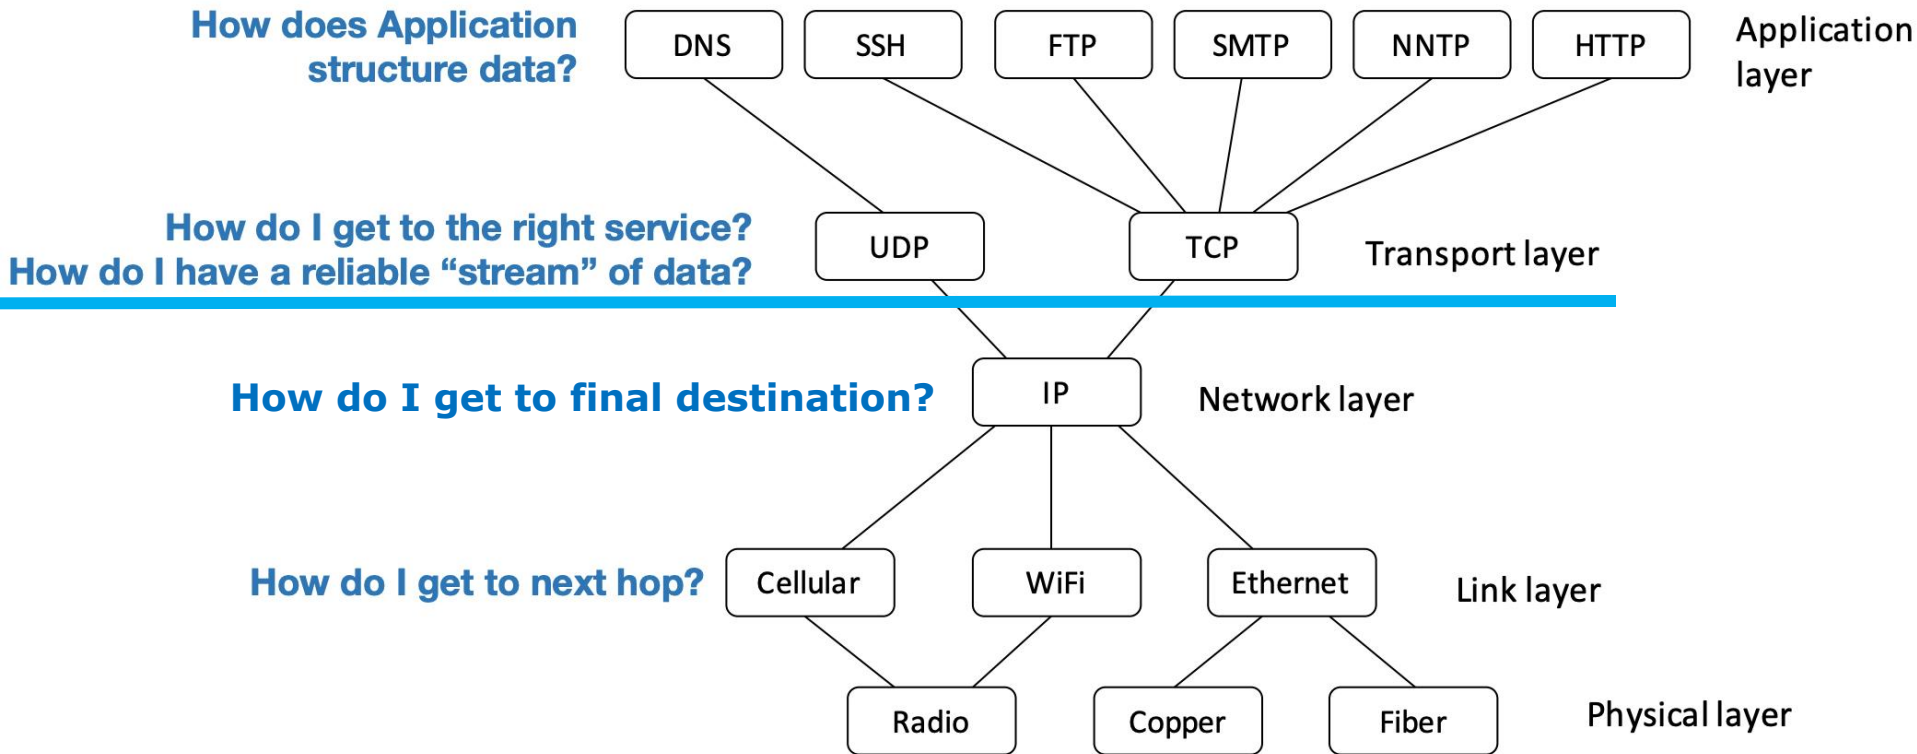 How does Application
structure data?
DNS
SSH
FTP
SMTP
NNTP
HTTP
Application
layer
How do I get to the right service?
How do I have a reliable “stream” of data?
UDP
TCP
Transport layer
How do I get to final destination?
IP
Network layer
How do I get to next hop?
Cellular
WiFi
Ethernet
Link layer
Radio
Copper
Fiber
Physical layer